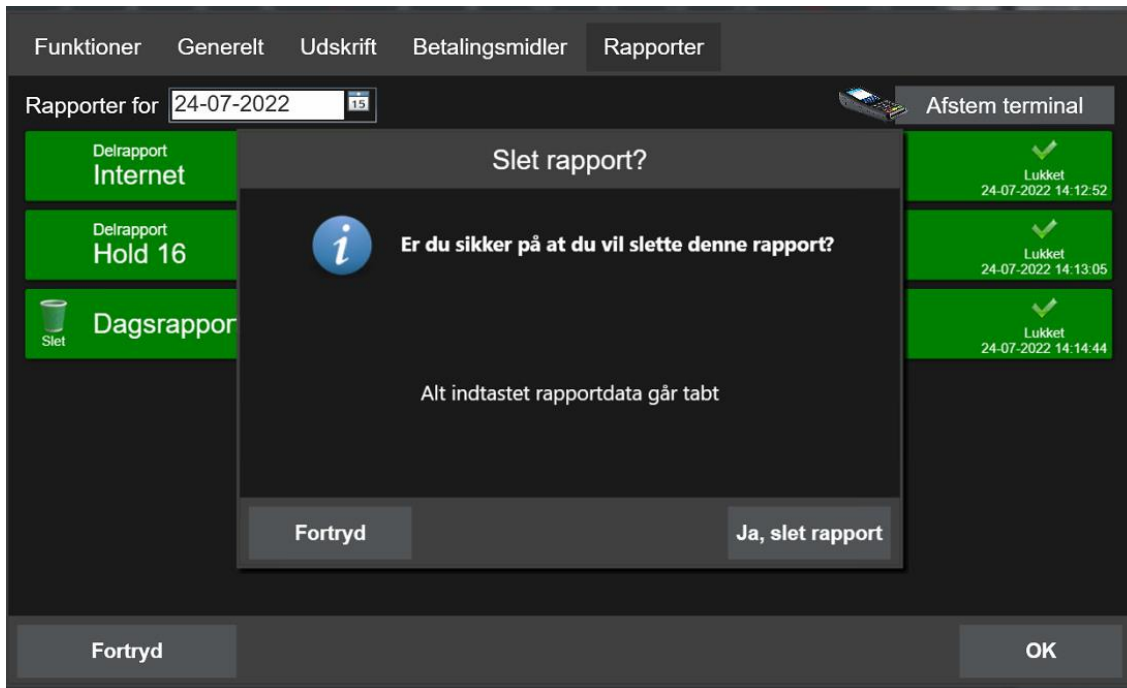 Funktioner Generelt Udskrift Betalingsmidler Rapporter
Rapporter for 24-07-2022 15 Afstem terminal
Delrapport
Internet
Lukket
24-07-2022 14:12:52
Slet rapport?
Delrapport
Hold 16
Lukket
24-07-2022 14:13:05
Er du sikker på at du vil slette denne rapport?
Slet
Dagsrappor
Lukket
24-07-2022 14:14:44
Alt indtastet rapportdata går tabt
Fortryd Ja, slet rapport
Fortryd OK